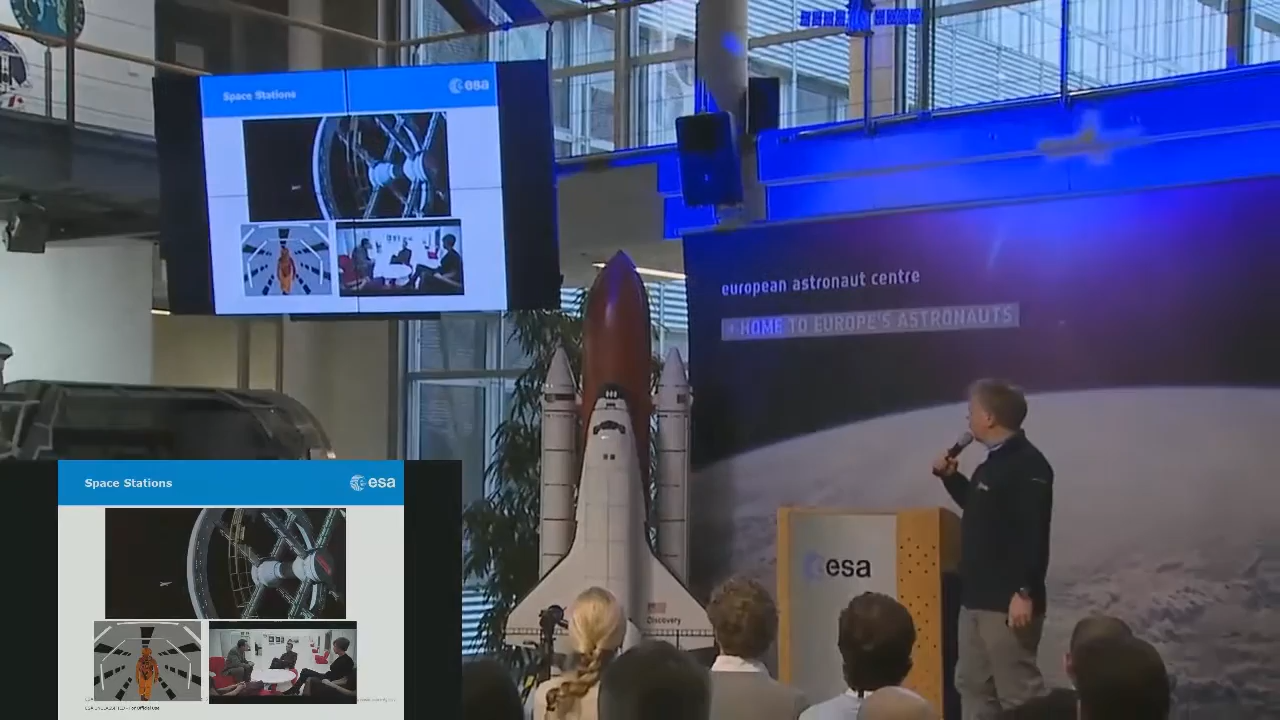 Space Stations
esa
european astronaut centre
HOME TO EUROPE'S ASTRONAUTS
Space Stations
esa
esa
Discovery